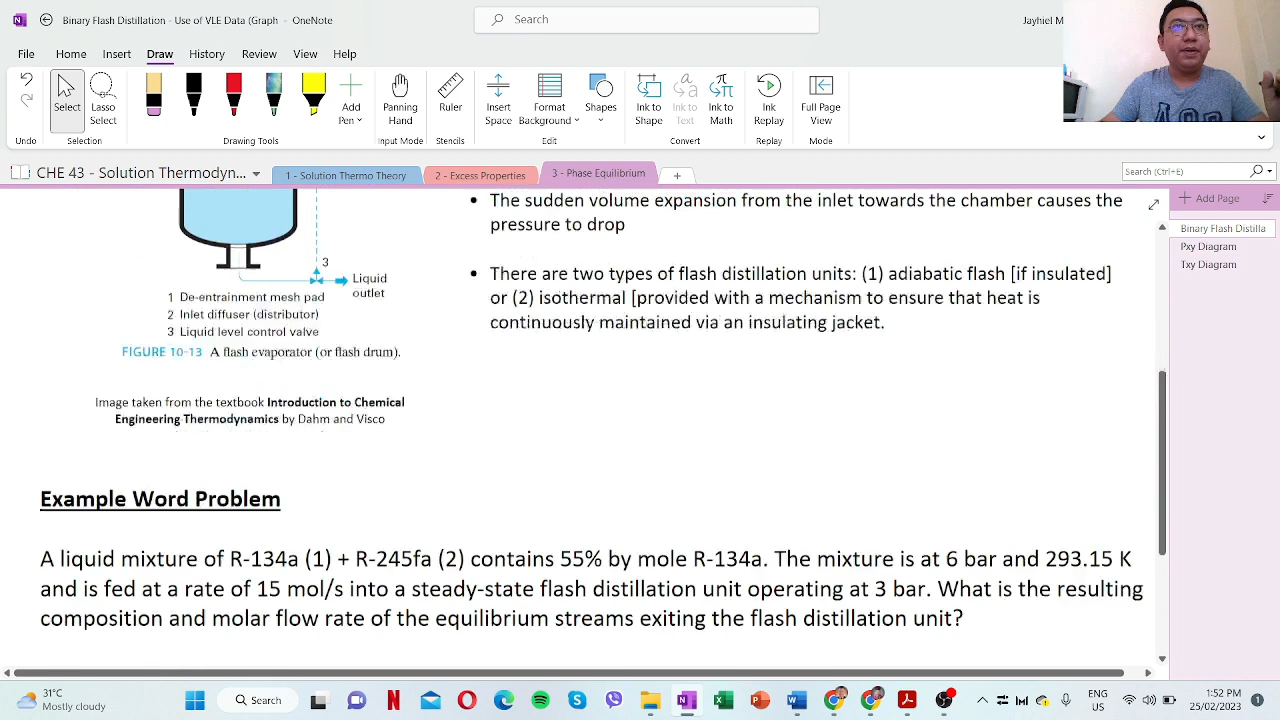 Binary Flash Distillation - Use of VLE Data (Graph - OneNote
Search
Jayhiel M
File Home Insert Draw History Review View Help
Undo
Select
Lasso Select
Add Pen
Panning Hand
Ruler
Insert Space
Format Background
Shapes
Ink to Shape
Ink to Text
Ink to Math
Ink Replay
Full Page View
Undo Selection Drawing Tools Input Mode Stencils Edit Convert Replay Mode
CHE 43 - Solution Thermodyn...
1 - Solution Thermo Theory
2 - Excess Properties
3 - Phase Equilibrium
+
Search (Ctrl+E)
Add Page
Binary Flash Distilla
Pxy Diagram
Txy Diagram
• The sudden volume expansion from the inlet towards the chamber causes the
pressure to drop
• There are two types of flash distillation units: (1) adiabatic flash [if insulated]
or (2) isothermal [provided with a mechanism to ensure that heat is
continuously maintained via an insulating jacket.
3
Liquid
outlet
1 De-entrainment mesh pad
2 Inlet diffuser (distributor)
3 Liquid level control valve
FIGURE 10-13 A flash evaporator (or flash drum).
Image taken from the textbook Introduction to Chemical
Engineering Thermodynamics by Dahm and Visco
Example Word Problem
A liquid mixture of R-134a (1) + R-245fa (2) contains 55% by mole R-134a. The mixture is at 6 bar and 293.15 K
and is fed at a rate of 15 mol/s into a steady-state flash distillation unit operating at 3 bar. What is the resulting
composition and molar flow rate of the equilibrium streams exiting the flash distillation unit?
31°C
Mostly cloudy
Search
ENG
US
1:52 PM
25/02/2023
1